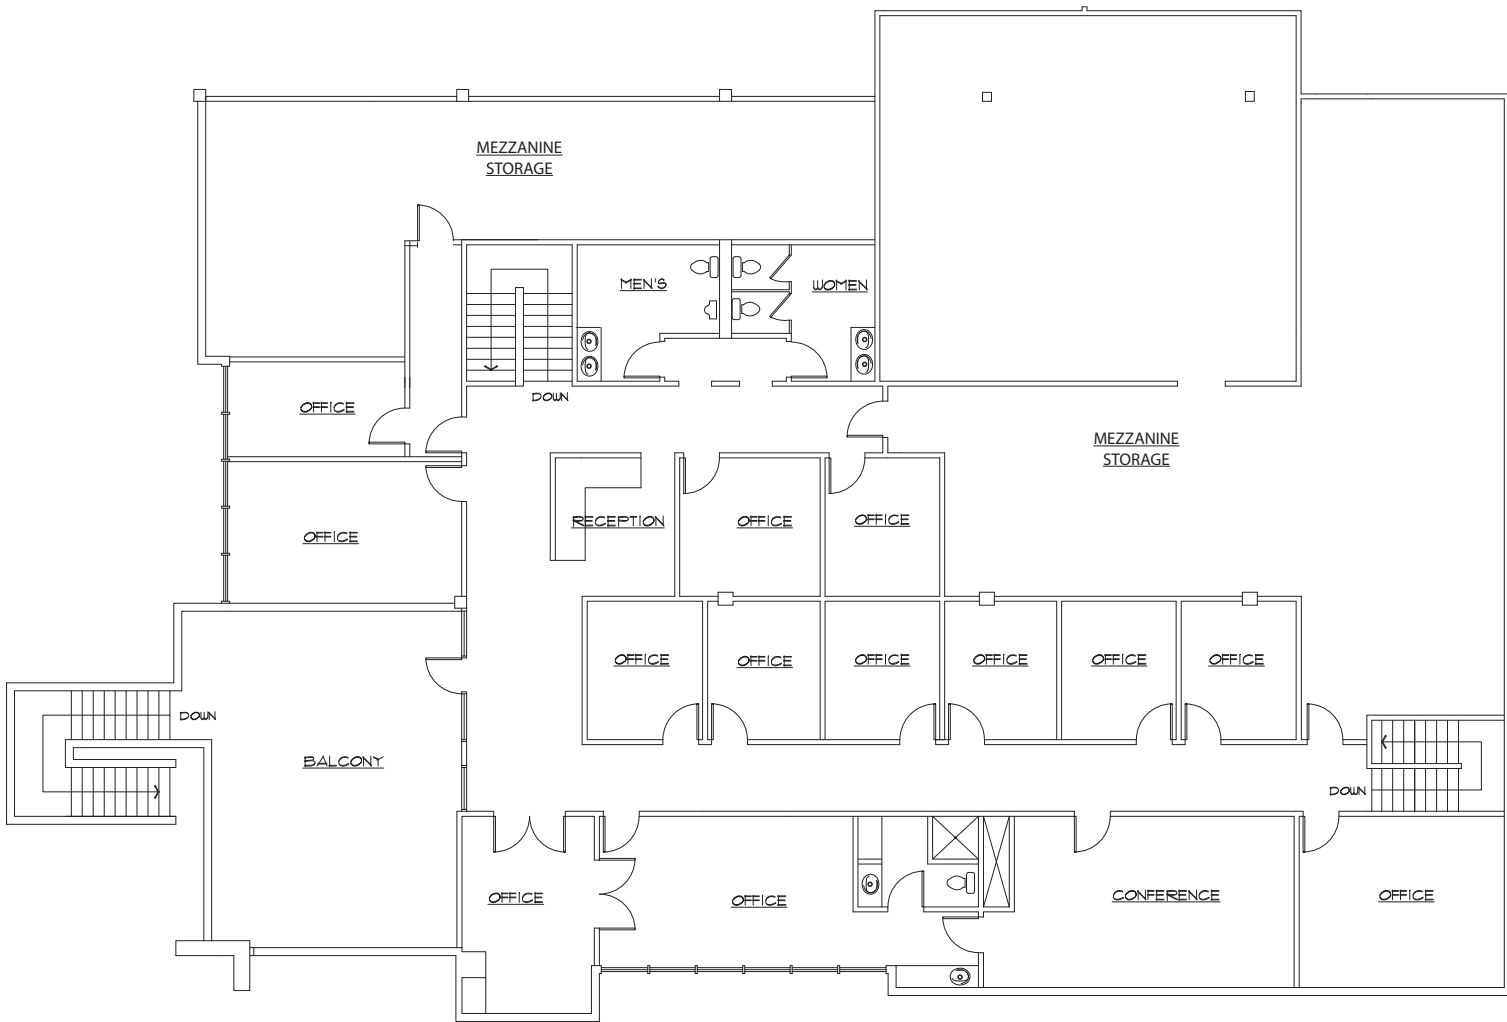 MEZZANINE
STORAGE
MEN'S
WOMEN
DOWN
OFFICE
MEZZANINE
STORAGE
OFFICE
RECEPTION
OFFICE
OFFICE
OFFICE
OFFICE
OFFICE
OFFICE
OFFICE
OFFICE
DOWN
BALCONY
DOWN
OFFICE
OFFICE
CONFERENCE
OFFICE